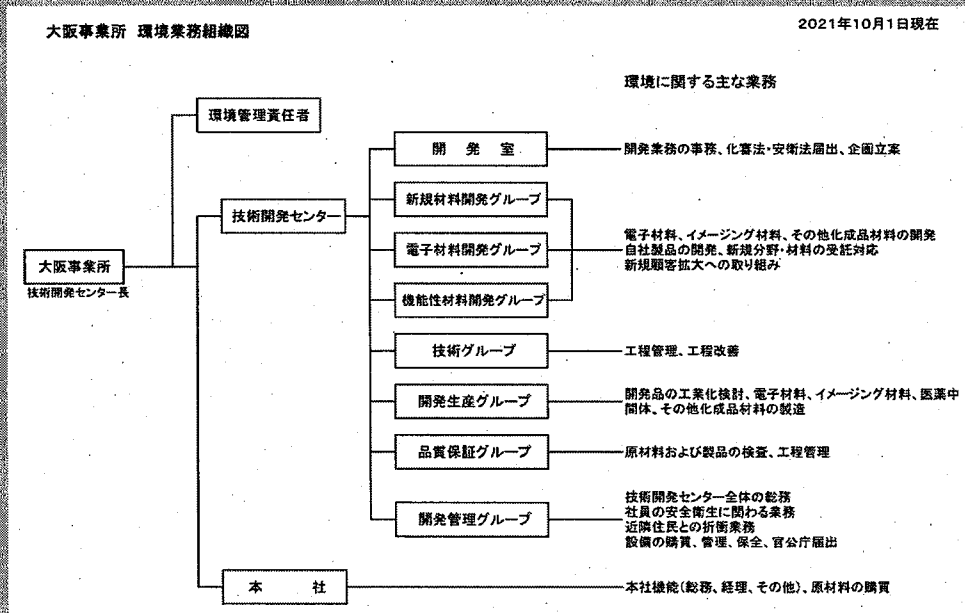 大阪事業所 環境業務組織図
2021年10月1日現在
環境に関する主な業務
環境管理責任者
開 発 室
開発業務の事務、化審法・安衛法届出、企画立案
新規材料開発グループ
技術開発センター
電子材料開発グループ
電子材料、イメージング材料、その他化成品材料の開発
自社製品の開発、新規分野・材料の受託対応
新規顧客拡大への取り組み
大阪事業所
技術開発センター長
機能性材料開発グループ
技術グループ
工程管理、工程改善
開発生産グループ
開発品の工業化検討、電子材料、イメージング材料、医薬中
間体、その他化成品材料の製造
品質保証グループ
原材料および製品の検査、工程管理
開発管理グループ
技術開発センター全体の総務
社員の安全衛生に関わる業務
近隣住民との折衝業務
設備の購買、管理、保全、官公庁届出
本 社
本社機能(総務、経理、その他)、原材料の購買